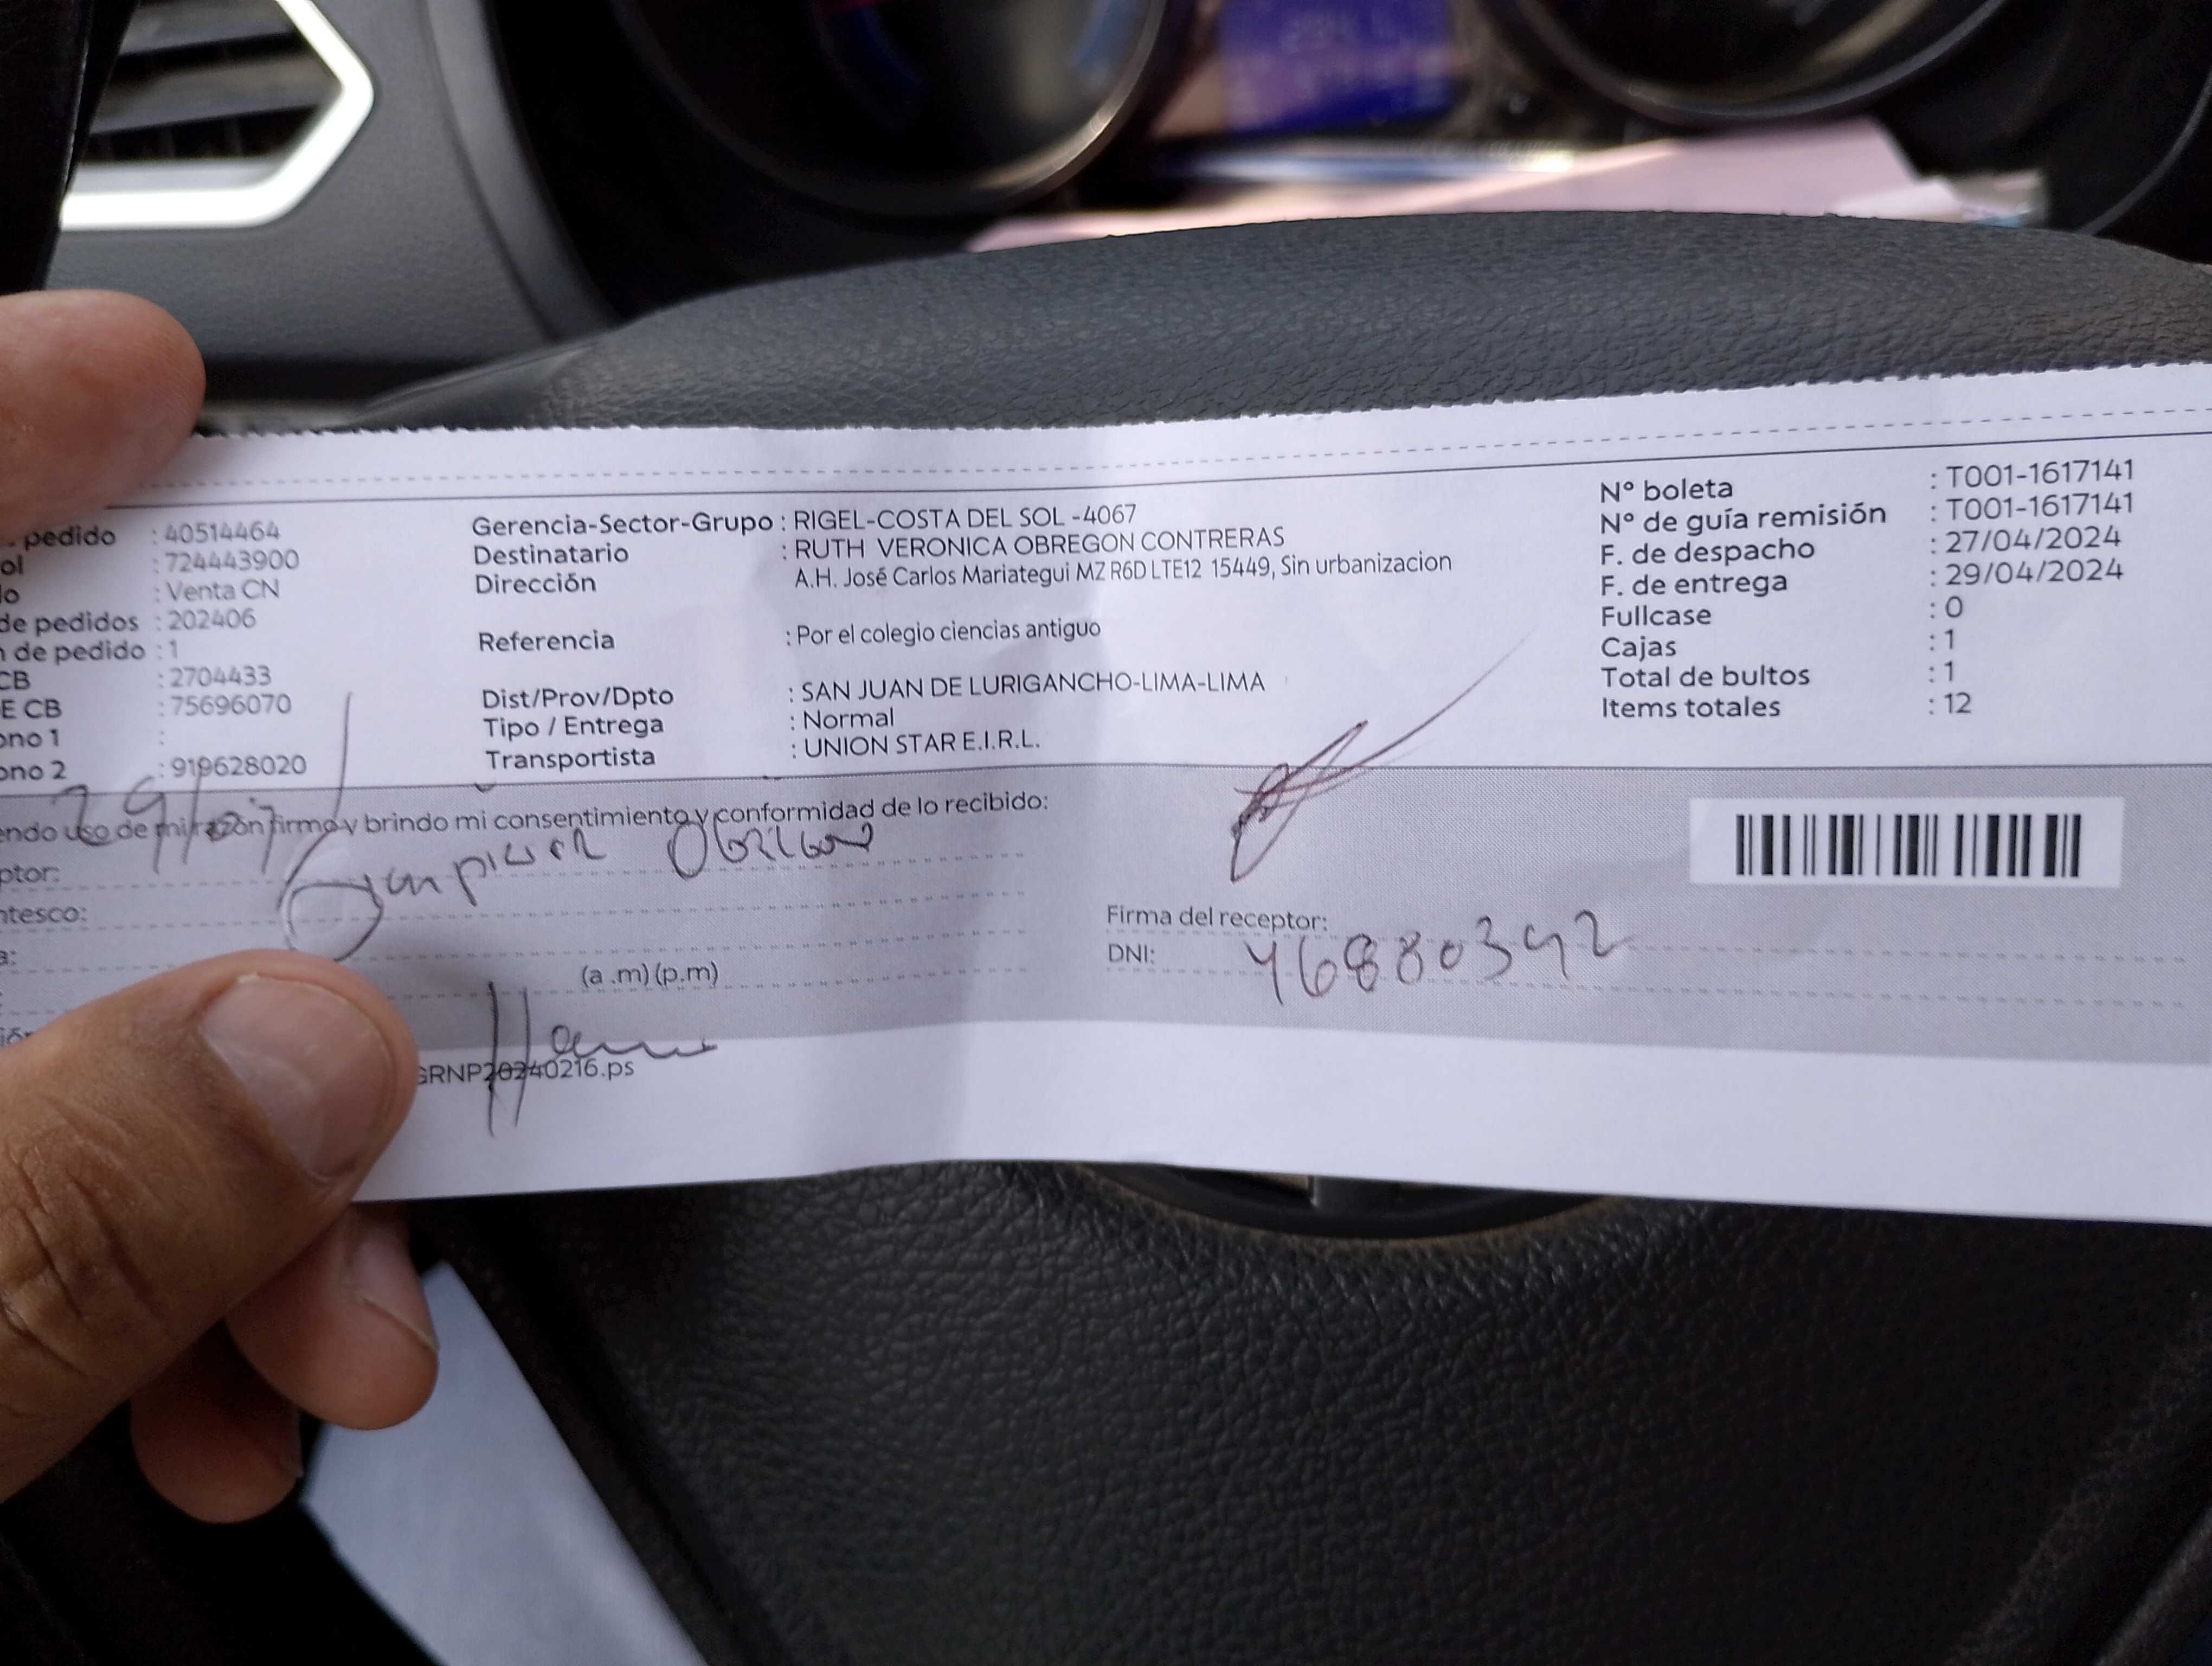 pedido : 40514464
ol : 724443900
lo : Venta CN
de pedidos : 202406
n de pedido : 1
CB : 2704433
E CB : 75696070
ono 1 :
ono 2 : 919628020
Gerencia-Sector-Grupo : RIGEL-COSTA DEL SOL -4067
Destinatario : RUTH VERONICA OBREGON CONTRERAS
Dirección A.H. José Carlos Mariategui MZ R6D LTE12 15449, Sin urbanizacion
Referencia : Por el colegio ciencias antiguo
Dist/Prov/Dpto : SAN JUAN DE LURIGANCHO-LIMA-LIMA
Tipo / Entrega : Normal
Transportista : UNION STAR E.I.R.L.
N° boleta : T001-1617141
N° de guía remisión : T001-1617141
F. de despacho : 27/04/2024
F. de entrega : 29/04/2024
Fullcase : 0
Cajas : 1
Total de bultos : 1
Items totales : 12
endo uso de mi razón firmo y brindo mi consentimiento y conformidad de lo recibido:
ptor: Obregon
ntesco:
a:
(a .m) (p.m)
Firma del receptor:
DNI: 46880392
GRNP20240216.ps